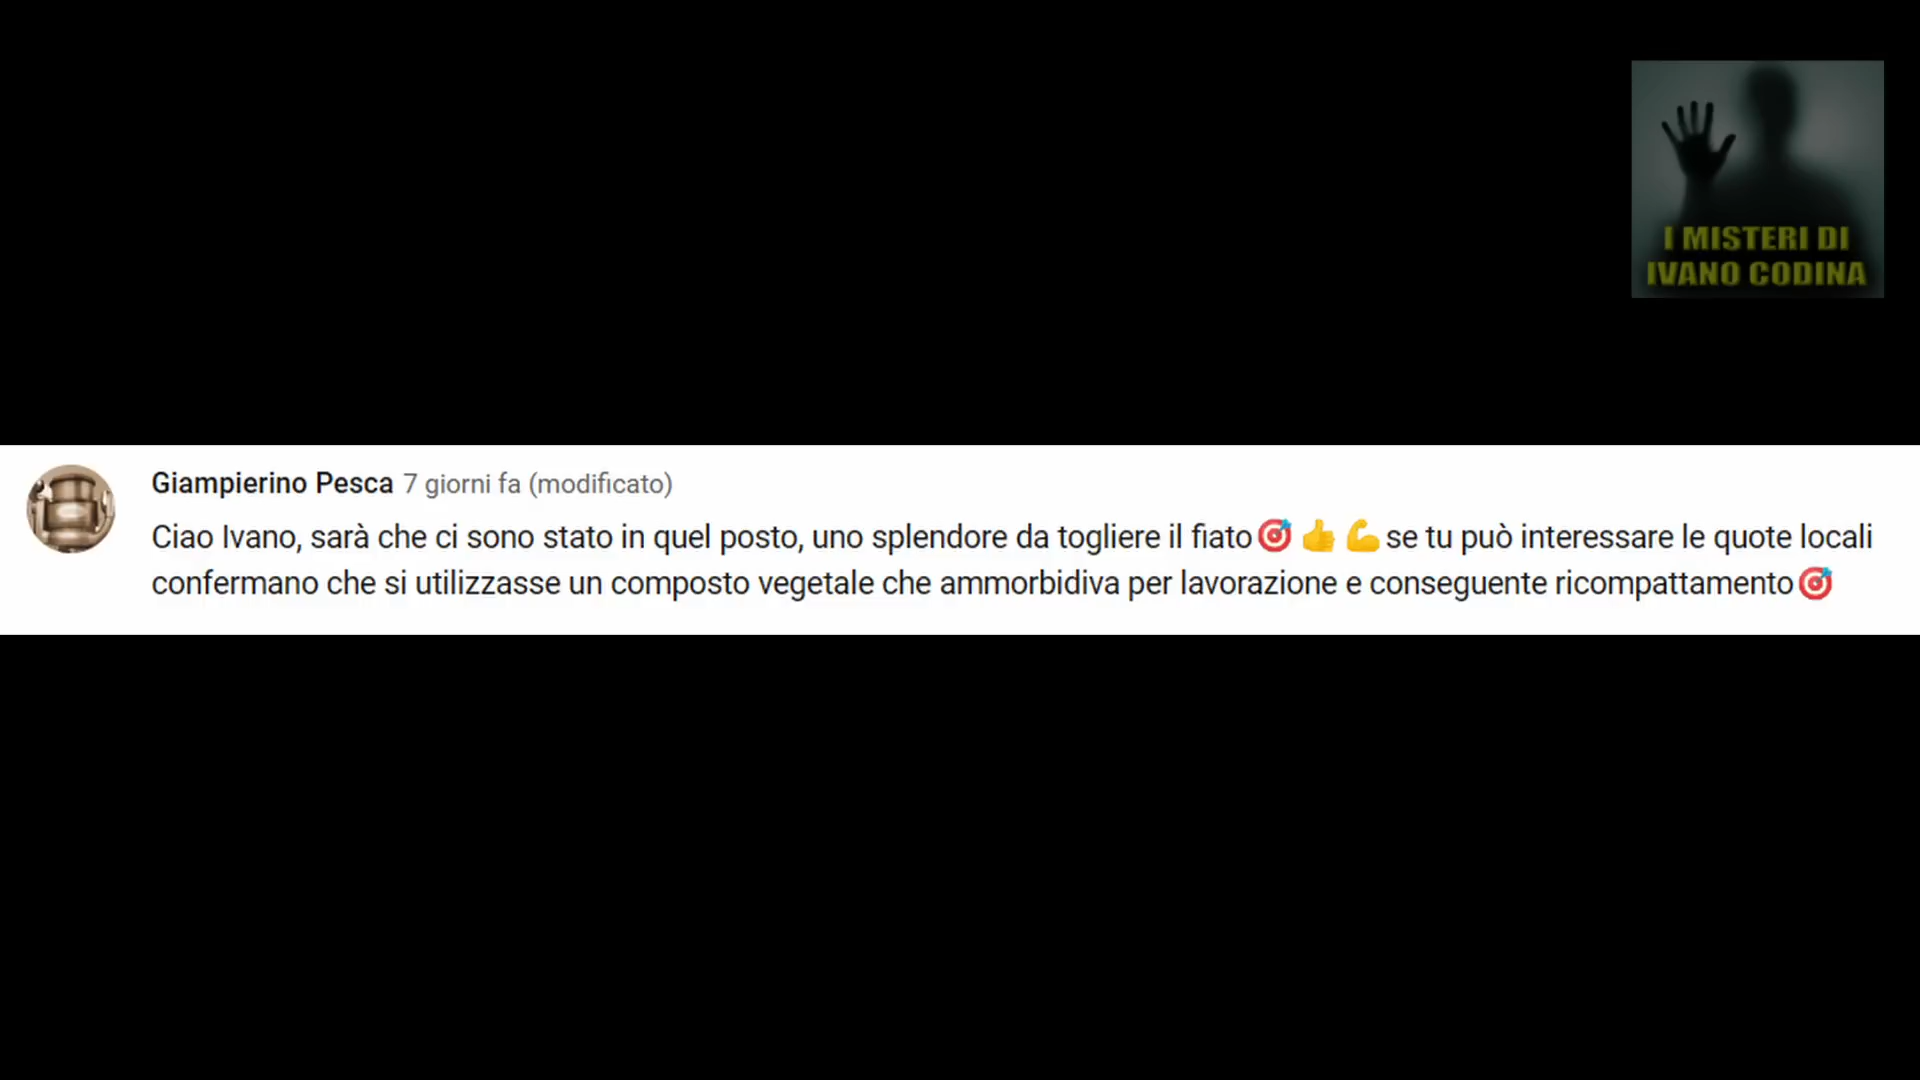 I MISTERI DI
IVANO CODINA
Giampierino Pesca 7 giorni fa (modificato)
Ciao Ivano, sarà che ci sono stato in quel posto, uno splendore da togliere il fiato🎯👍💪se tu può interessare le quote locali
confermano che si utilizzasse un composto vegetale che ammorbidiva per lavorazione e conseguente ricompattamento🎯